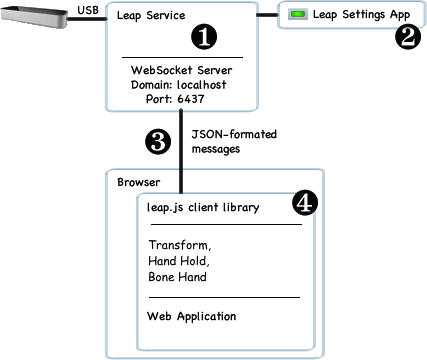 USB
Leap Service
❶
Leap Settings App
❷
WebSocket Server
Domain: localhost
Port: 6437
❸
JSON-formated
messages
Browser
❹
leap.js client library
Transform,
Hand Hold,
Bone Hand
Web Application